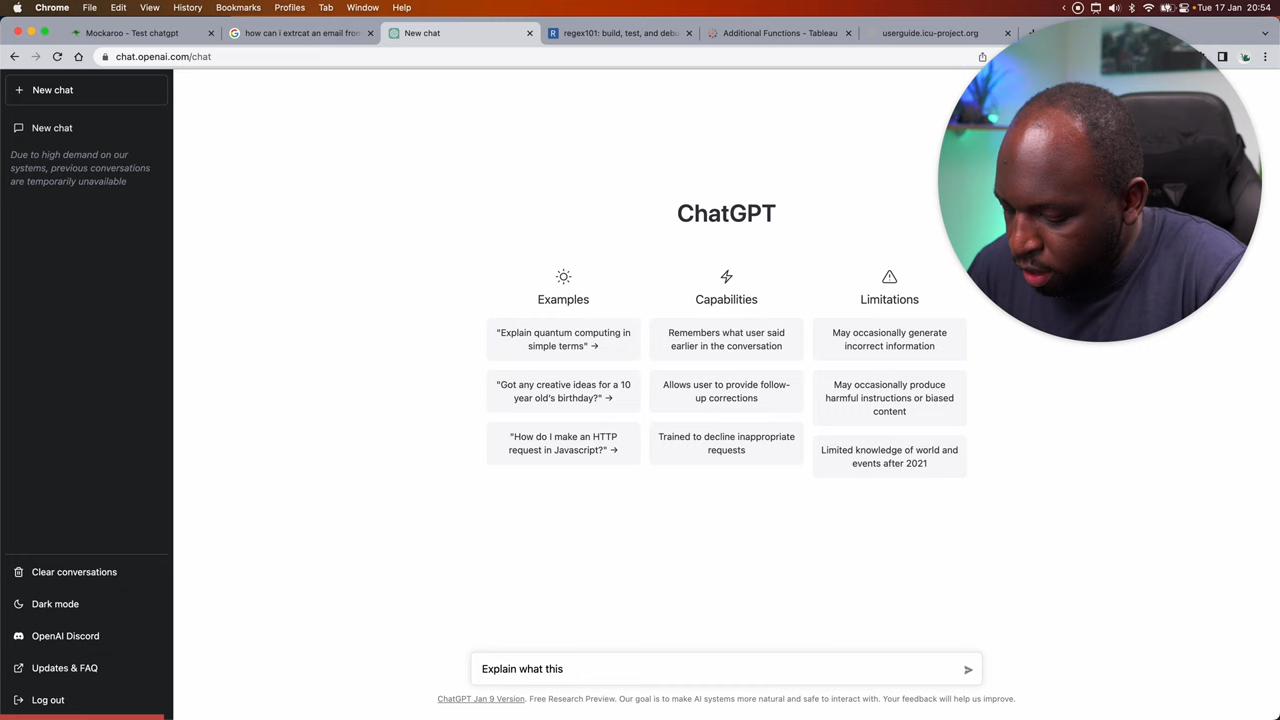 Chrome File Edit View History Bookmarks Profiles Tab Window Help Tue 17 Jan 20:54
Mockaroo - Test chatgpt
how can i extrcat an email from
New chat
regex101: build, test, and debu
Additional Functions - Tableau
userguide.icu-project.org
chat.openai.com/chat
New chat
New chat
Due to high demand on our
systems, previous conversations
are temporarily unavailable
Clear conversations
Dark mode
OpenAI Discord
Updates & FAQ
Log out
ChatGPT
Examples
"Explain quantum computing in
simple terms" →
"Got any creative ideas for a 10
year old's birthday?" →
"How do I make an HTTP
request in Javascript?" →
Capabilities
Remembers what user said
earlier in the conversation
Allows user to provide follow-
up corrections
Trained to decline inappropriate
requests
Limitations
May occasionally generate
incorrect information
May occasionally produce
harmful instructions or biased
content
Limited knowledge of world and
events after 2021
Explain what this
ChatGPT Jan 9 Version. Free Research Preview. Our goal is to make AI systems more natural and safe to interact with. Your feedback will help us improve.